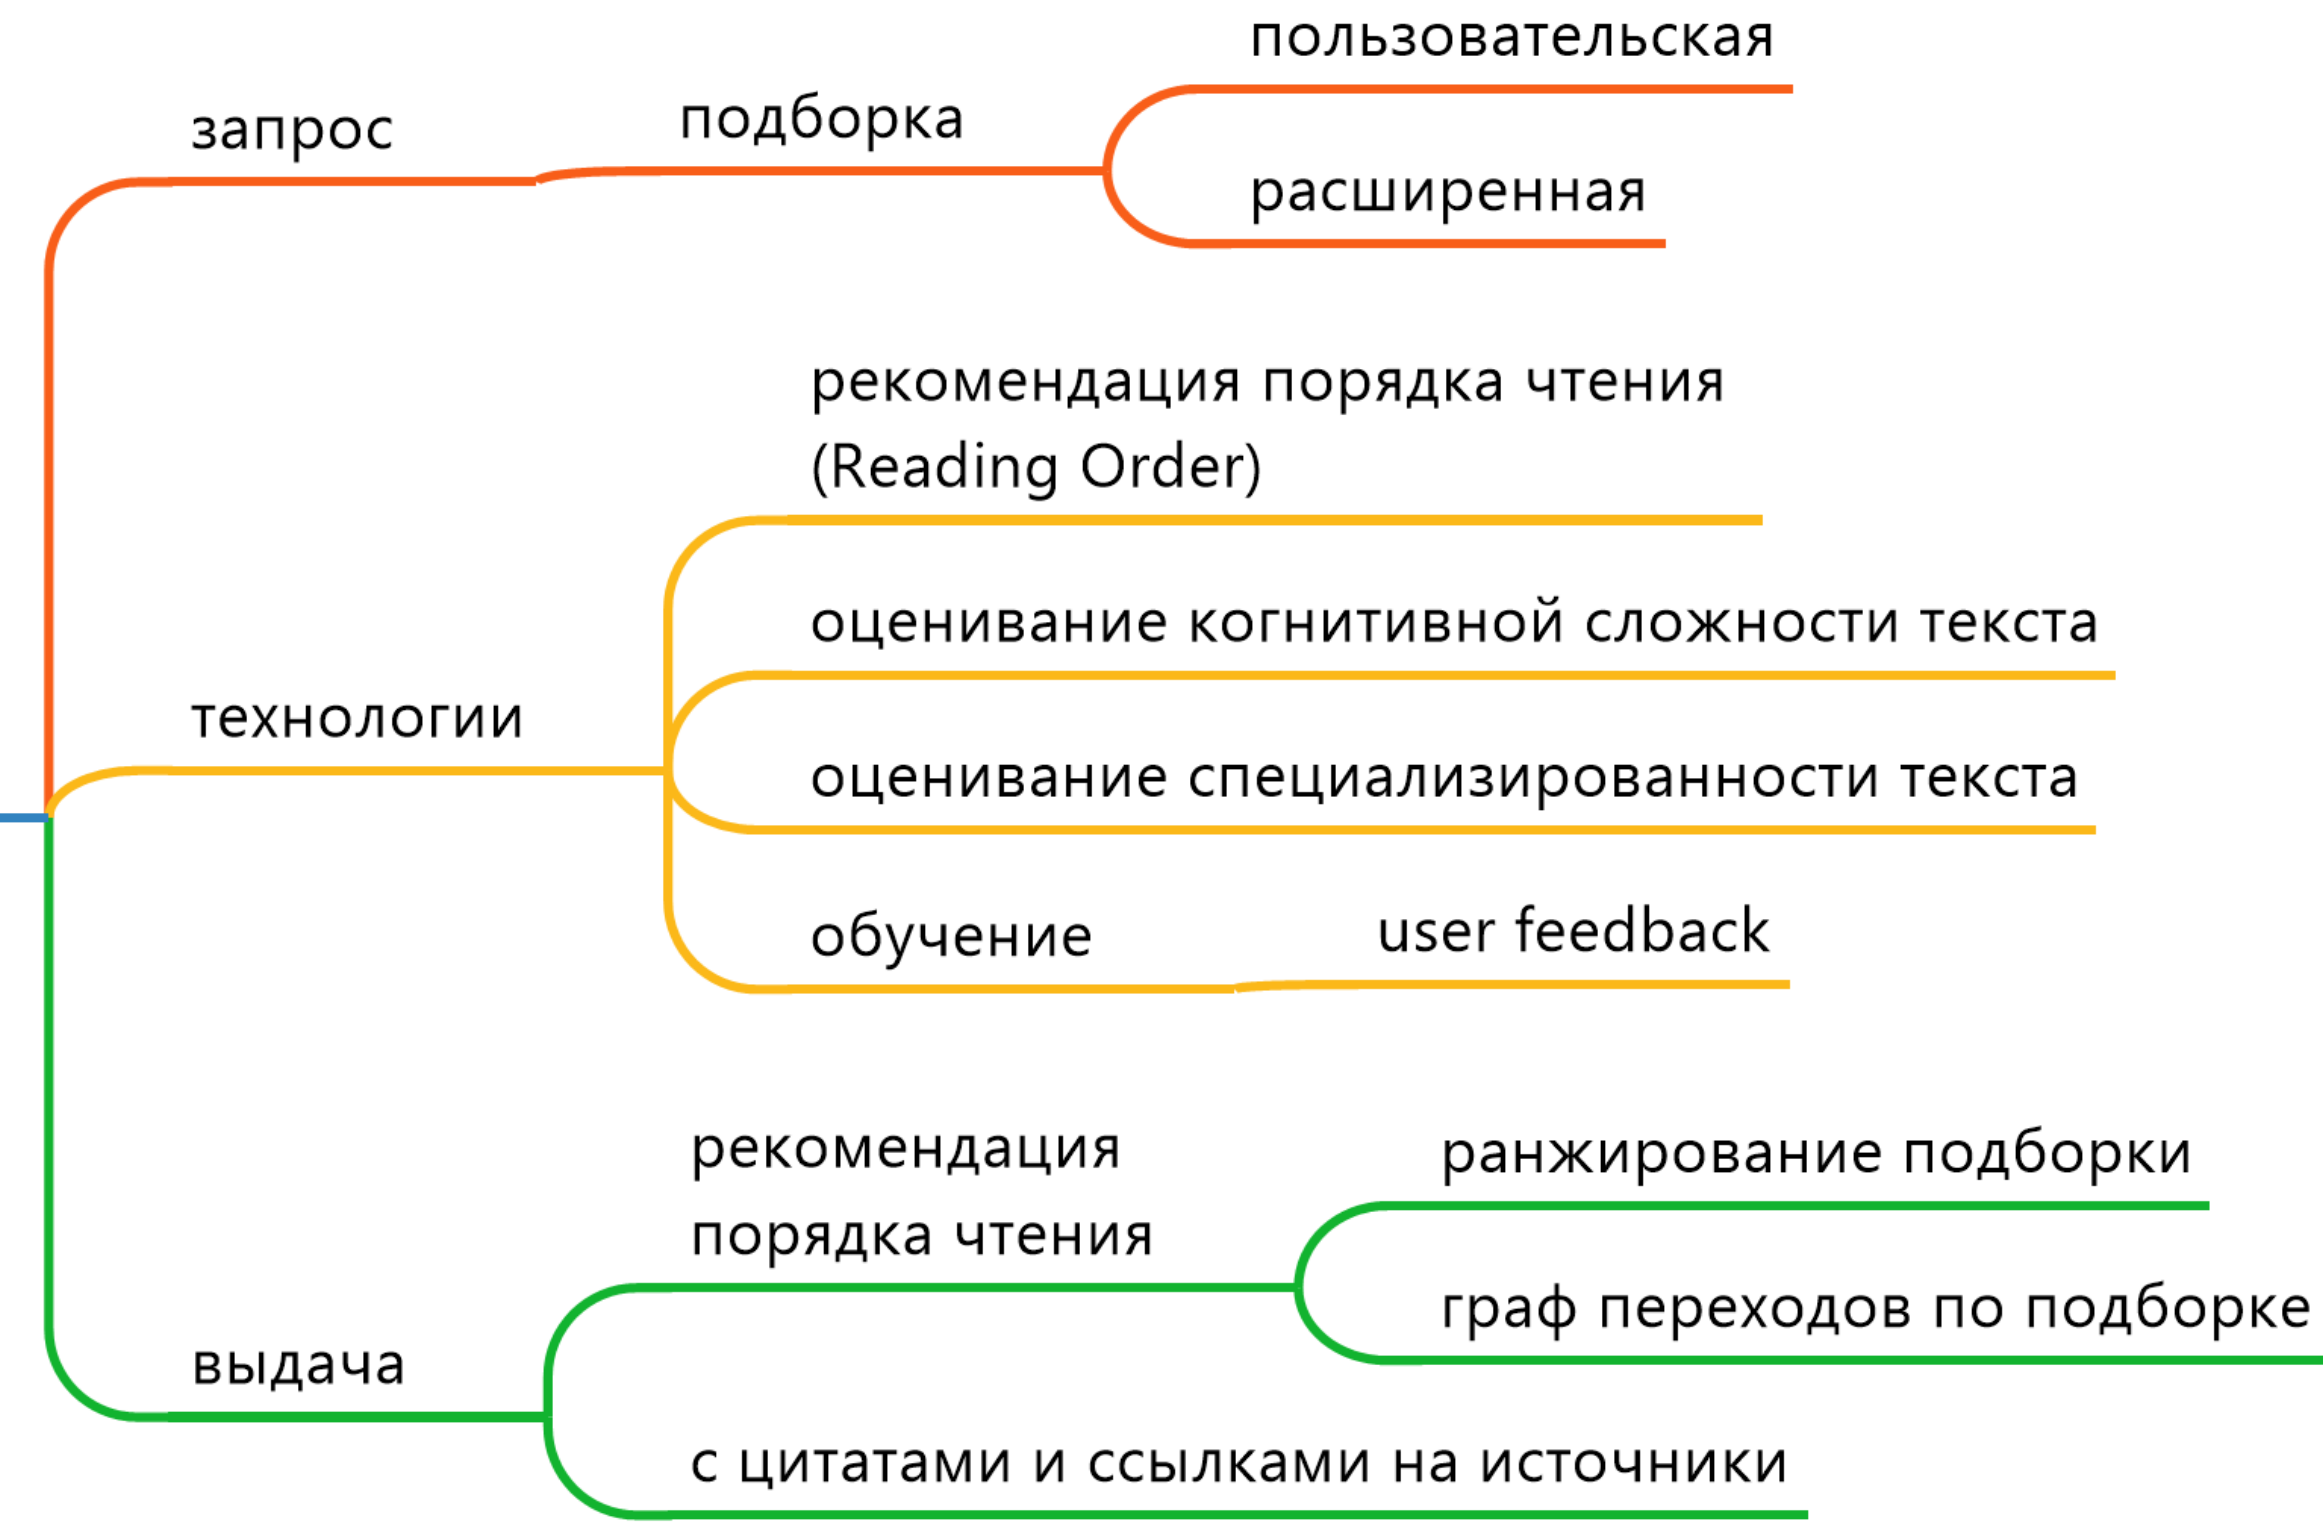 запрос
подборка
пользовательская
расширенная
технологии
рекомендация порядка чтения
(Reading Order)
оценивание когнитивной сложности текста
оценивание специализированности текста
обучение
user feedback
выдача
рекомендация
порядка чтения
ранжирование подборки
граф переходов по подборке
с цитатами и ссылками на источники